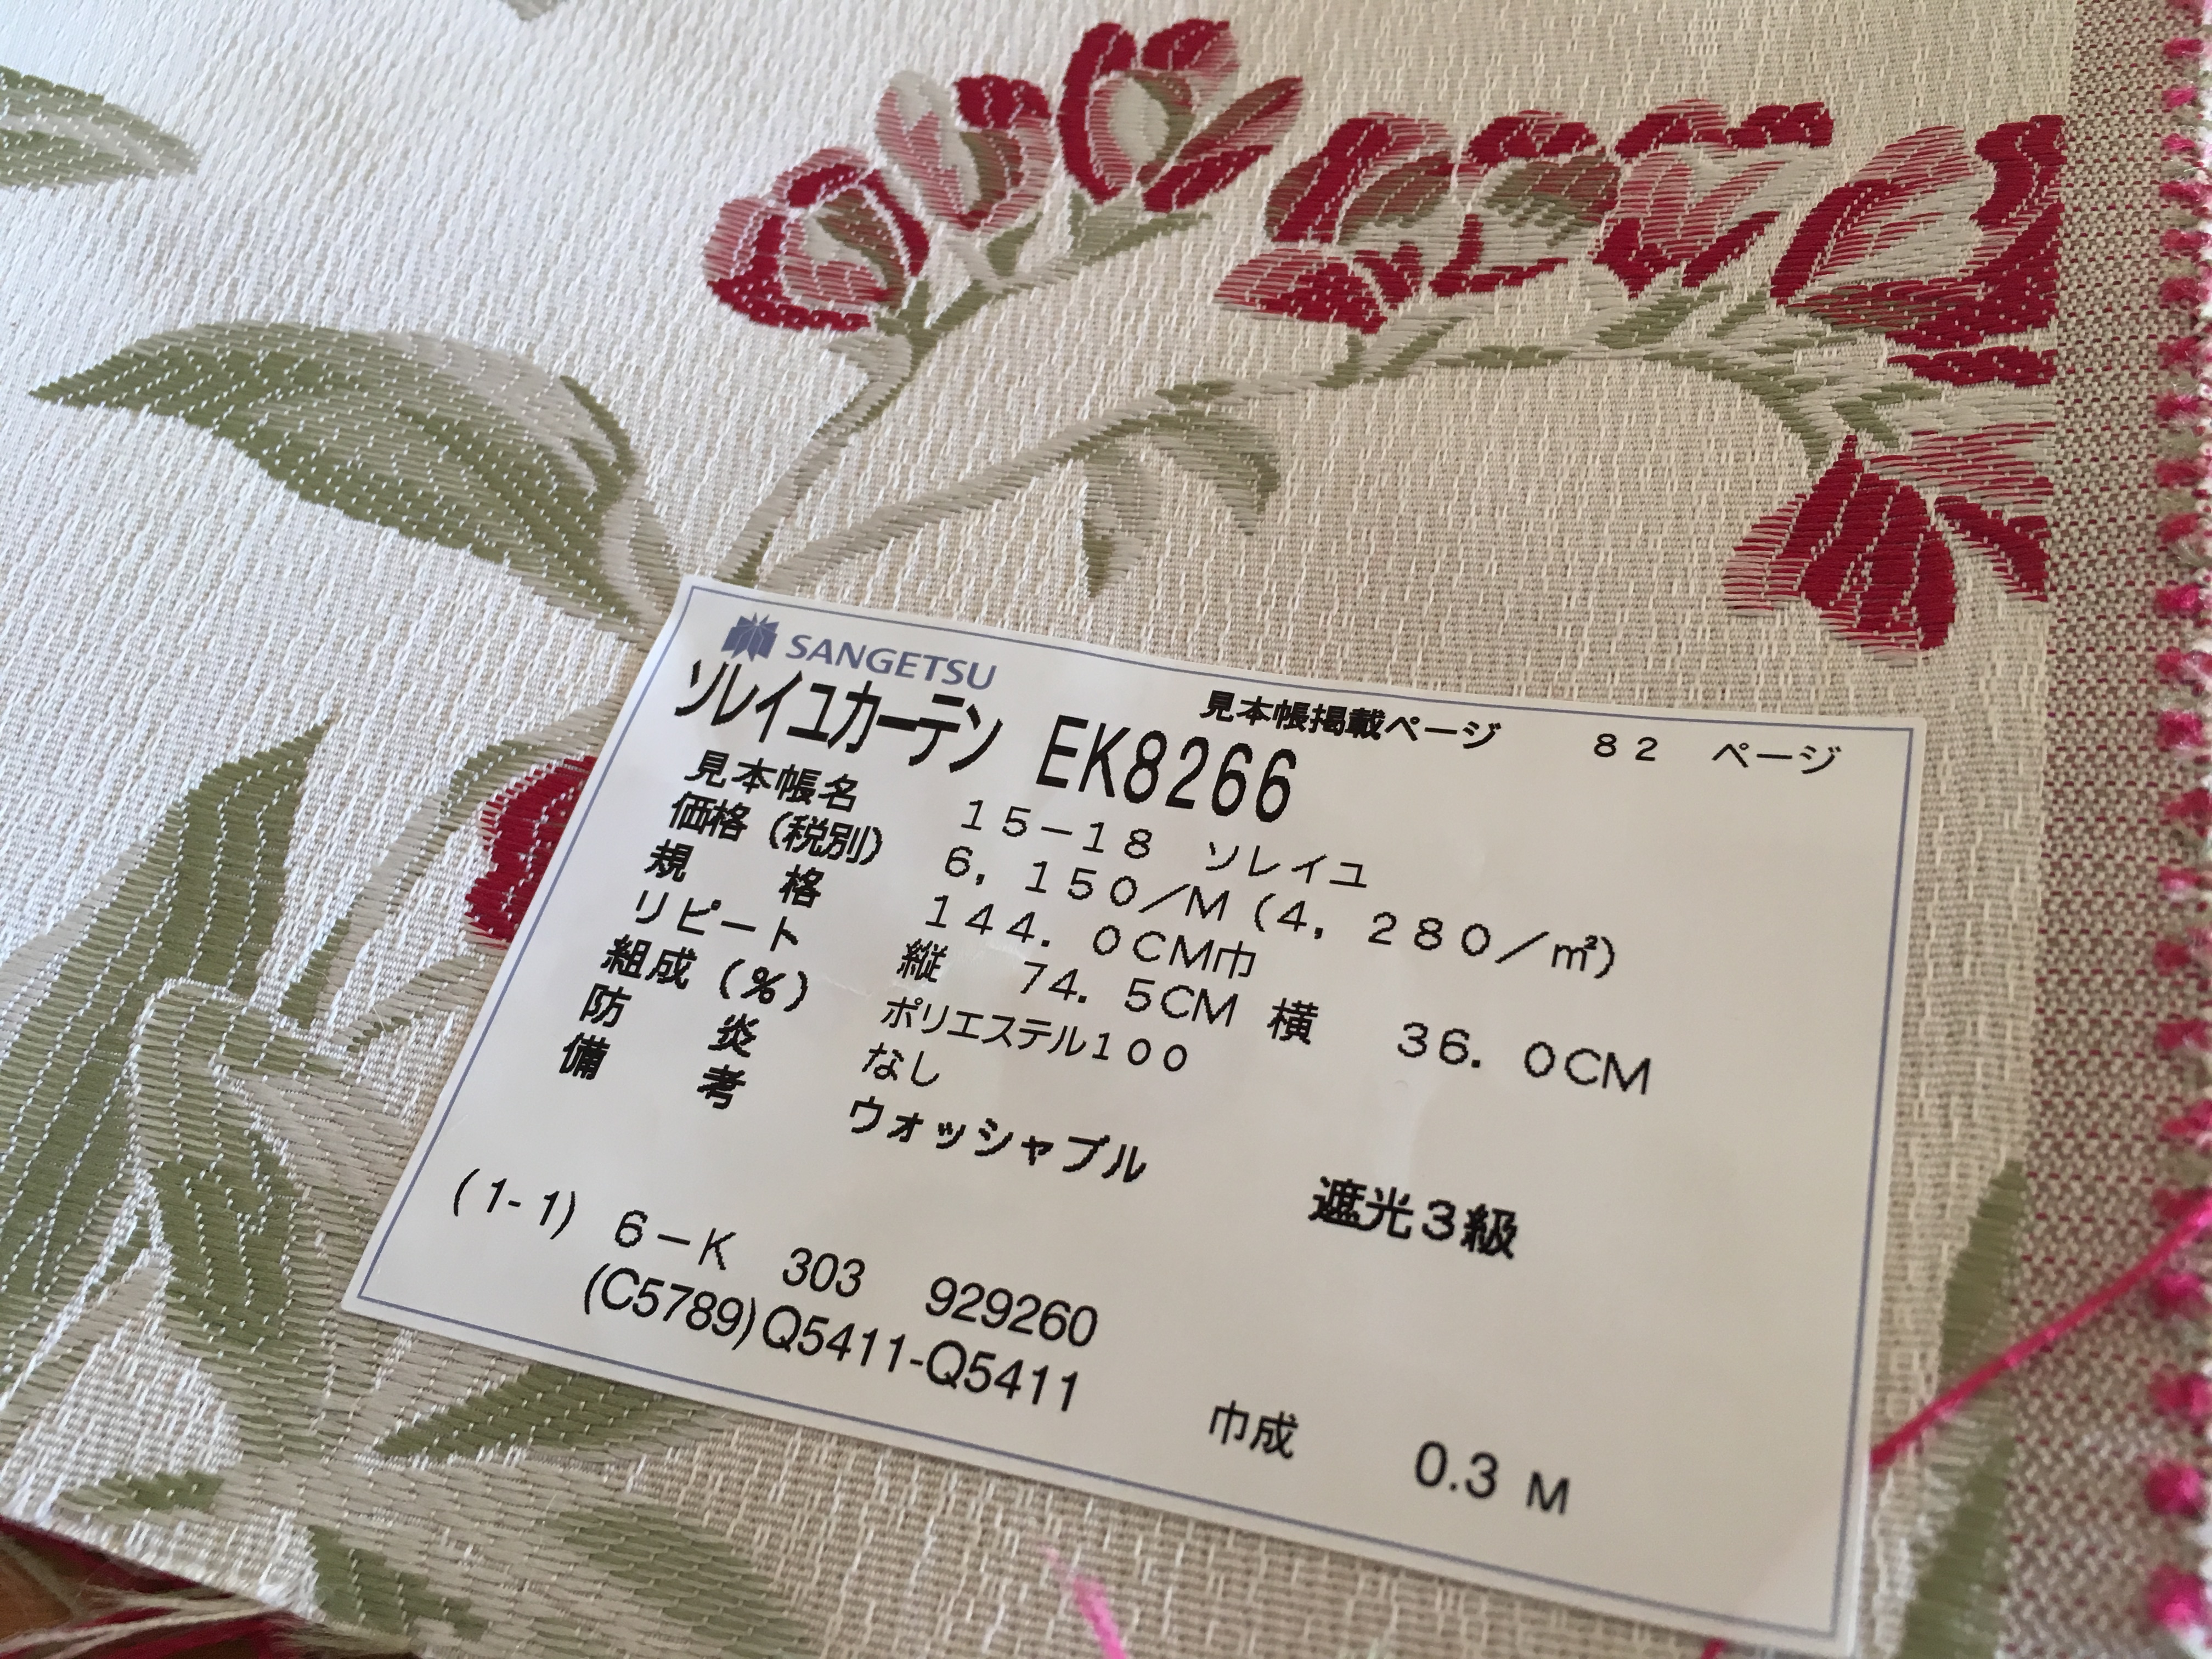 SANGETSU
見本帳掲載ページ　８２　ページ
ソレイユカーテン EK8266
見本帳名　１５－１８　ソレイユ
価格（税別）　６，１５０／Ｍ（４，２８０／㎡）
規　格　１４４．０ＣＭ巾
リピート　縦　７４．５ＣＭ 横　３６．０ＣＭ
組成（％）　ポリエステル１００
防　炎　なし
備　考　ウォッシャブル　遮光３級
(1-1) ６－Ｋ 303 929260
(C5789)Q5411-Q5411
巾成　0.3 Ｍ